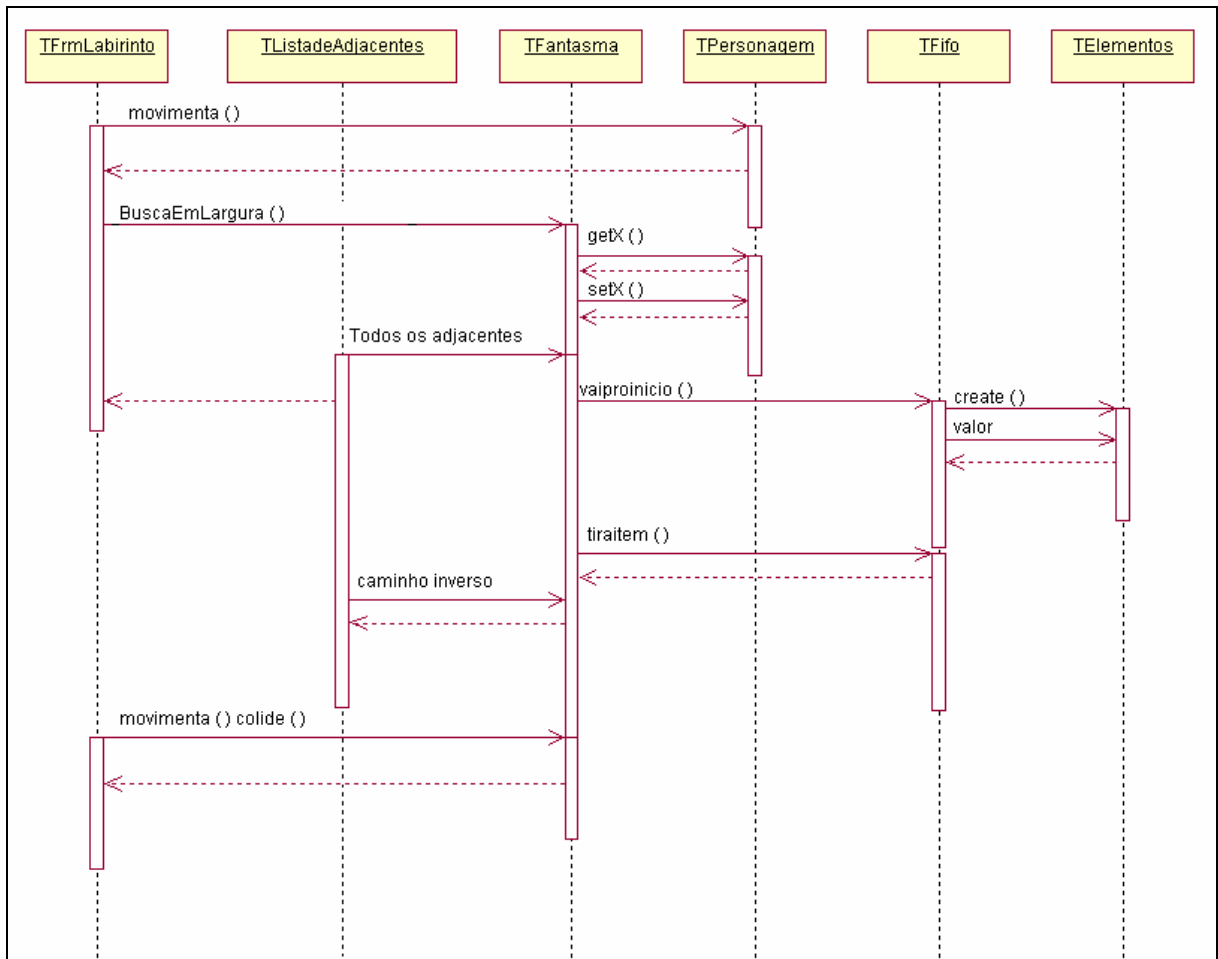 TFrmLabirinto
TListadeAdjacentes
TFantasma
TPersonagem
TFifo
TElementos
movimenta ( )
BuscaEmLargura ( )
getX ( )
setX ( )
Todos os adjacentes
vaiproinicio ( )
create ( )
valor
tiraitem ( )
caminho inverso
movimenta ( ) colide ( )